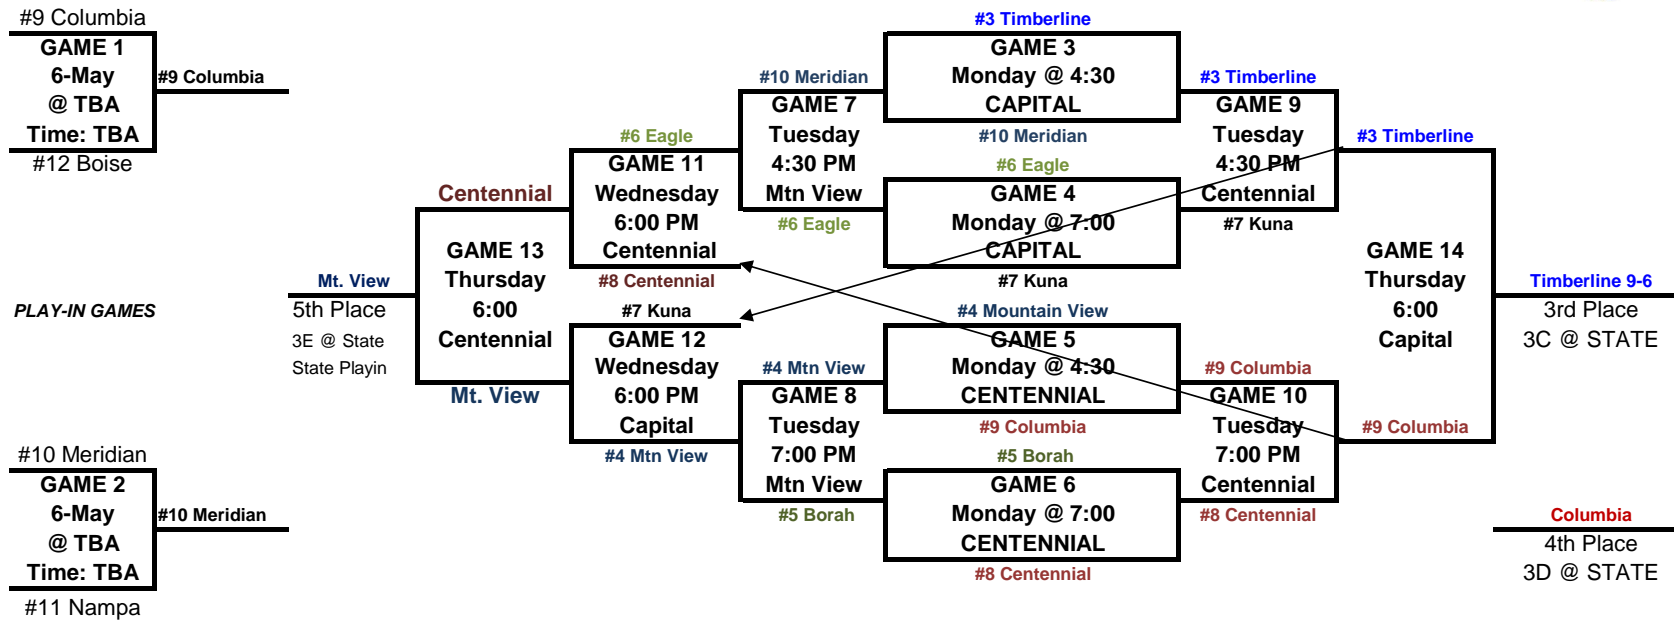 #9 Columbia
GAME 1
6-May
@ TBA
Time: TBA
#12 Boise
#9 Columbia
PLAY-IN GAMES
#10 Meridian
GAME 2
6-May
@ TBA
Time: TBA
#11 Nampa
#10 Meridian
Mt. View
5th Place
3E @ State
State Playin
Centennial
GAME 13
Thursday
6:00
Centennial
Mt. View
#6 Eagle
GAME 11
Wednesday
6:00 PM
Centennial
#8 Centennial
#7 Kuna
GAME 12
Wednesday
6:00 PM
Capital
#4 Mtn View
#10 Meridian
GAME 7
Tuesday
4:30 PM
Mtn View
#6 Eagle
#4 Mtn View
GAME 8
Tuesday
7:00 PM
Mtn View
#5 Borah
#3 Timberline
GAME 3
Monday @ 4:30
CAPITAL
#10 Meridian
#6 Eagle
GAME 4
Monday @ 7:00
CAPITAL
#7 Kuna
#4 Mountain View
GAME 5
Monday @ 4:30
CENTENNIAL
#9 Columbia
#5 Borah
GAME 6
Monday @ 7:00
CENTENNIAL
#8 Centennial
#3 Timberline
GAME 9
Tuesday
4:30 PM
Centennial
#7 Kuna
#9 Columbia
GAME 10
Tuesday
7:00 PM
Centennial
#8 Centennial
#3 Timberline
GAME 14
Thursday
6:00
Capital
#9 Columbia
Timberline 9-6
3rd Place
3C @ STATE
Columbia
4th Place
3D @ STATE